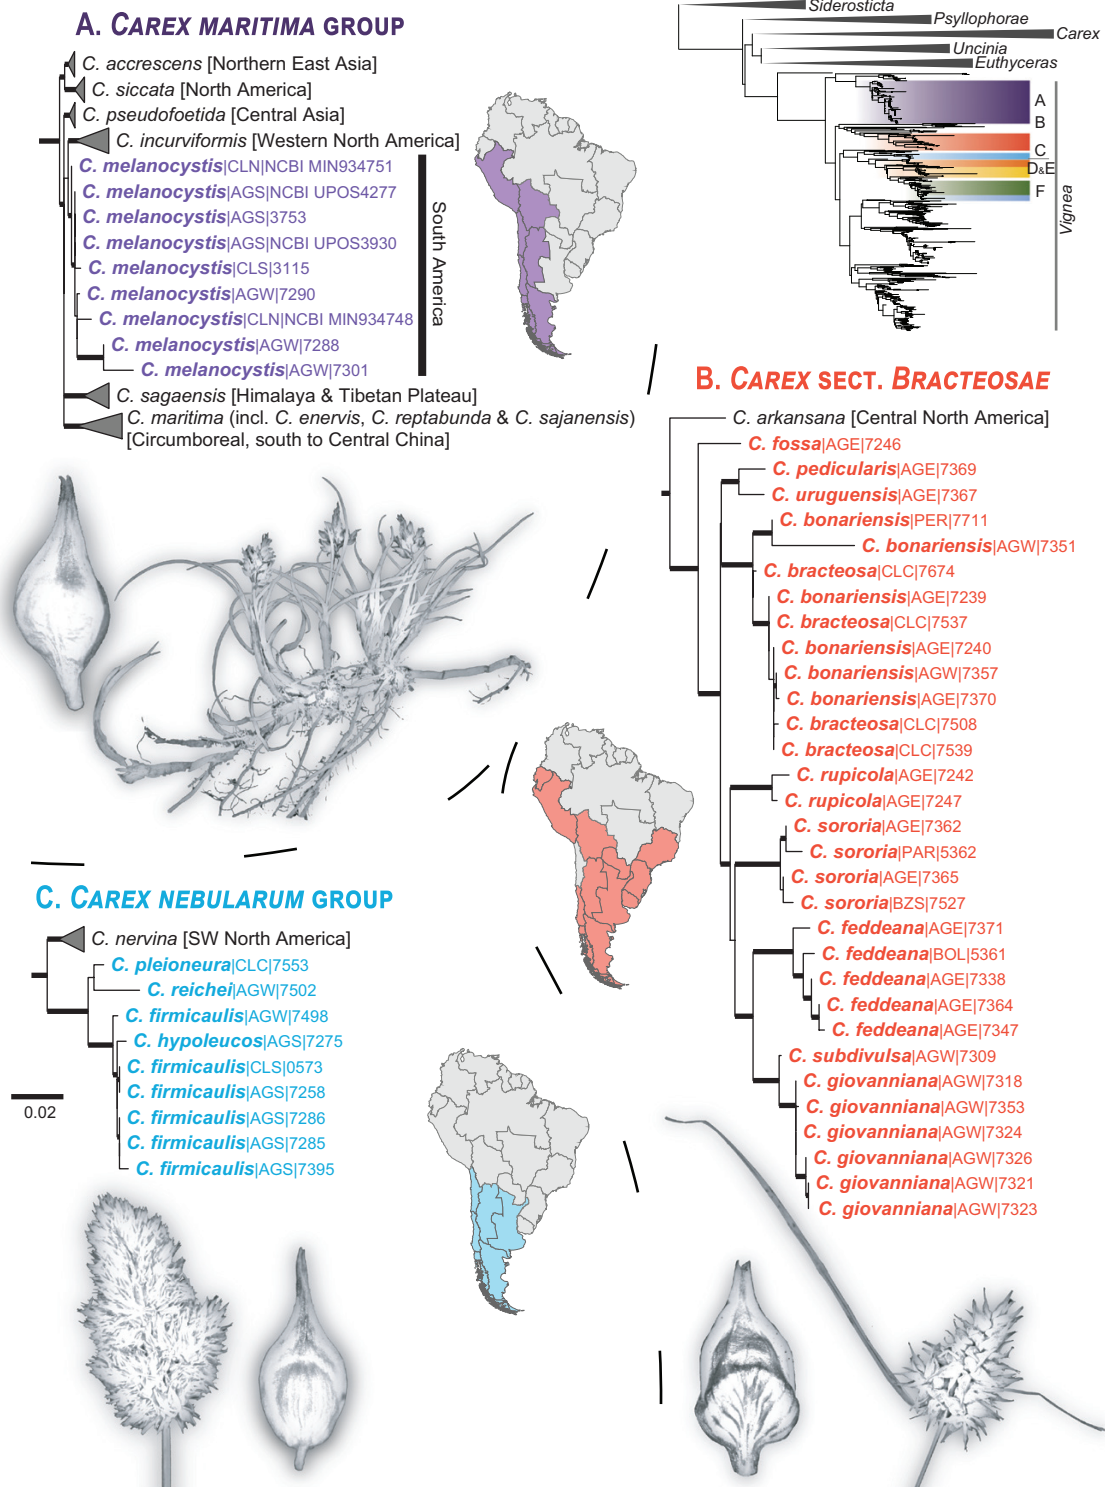 A. CAREX MARITIMA GROUP
C. accrescens [Northern East Asia]
C. siccata [North America]
C. pseudofoetida [Central Asia]
C. incurviformis [Western North America]
C. melanocystis|CLN|NCBI MIN934751
C. melanocystis|AGS|NCBI UPOS4277
C. melanocystis|AGS|3753
C. melanocystis|AGS|NCBI UPOS3930
C. melanocystis|CLS|3115
C. melanocystis|AGW|7290
C. melanocystis|CLN|NCBI MIN934748
C. melanocystis|AGW|7288
C. melanocystis|AGW|7301
South America
C. sagaensis [Himalaya & Tibetan Plateau]
C. maritima (incl. C. enervis, C. reptabunda & C. sajanensis)
[Circumboreal, south to Central China]
Siderosticta
Psyllophorae
Carex
Uncinia
Euthyceras
A
B
C
D&E
F
Vignea
B. CAREX SECT. BRACTEOSAE
C. arkansana [Central North America]
C. fossa|AGE|7246
C. pedicularis|AGE|7369
C. uruguensis|AGE|7367
C. bonariensis|PER|7711
C. bonariensis|AGW|7351
C. bracteosa|CLC|7674
C. bonariensis|AGE|7239
C. bracteosa|CLC|7537
C. bonariensis|AGE|7240
C. bonariensis|AGW|7357
C. bonariensis|AGE|7370
C. bracteosa|CLC|7508
C. bracteosa|CLC|7539
C. rupicola|AGE|7242
C. rupicola|AGE|7247
C. sororia|AGE|7362
C. sororia|PAR|5362
C. sororia|AGE|7365
C. sororia|BZS|7527
C. feddeana|AGE|7371
C. feddeana|BOL|5361
C. feddeana|AGE|7338
C. feddeana|AGE|7364
C. feddeana|AGE|7347
C. subdivulsa|AGW|7309
C. giovanniana|AGW|7318
C. giovanniana|AGW|7353
C. giovanniana|AGW|7324
C. giovanniana|AGW|7326
C. giovanniana|AGW|7321
C. giovanniana|AGW|7323
C. CAREX NEBULARUM GROUP
C. nervina [SW North America]
C. pleioneura|CLC|7553
C. reichei|AGW|7502
C. firmicaulis|AGW|7498
C. hypoleucos|AGS|7275
C. firmicaulis|CLS|0573
C. firmicaulis|AGS|7258
C. firmicaulis|AGS|7286
C. firmicaulis|AGS|7285
C. firmicaulis|AGS|7395
0.02